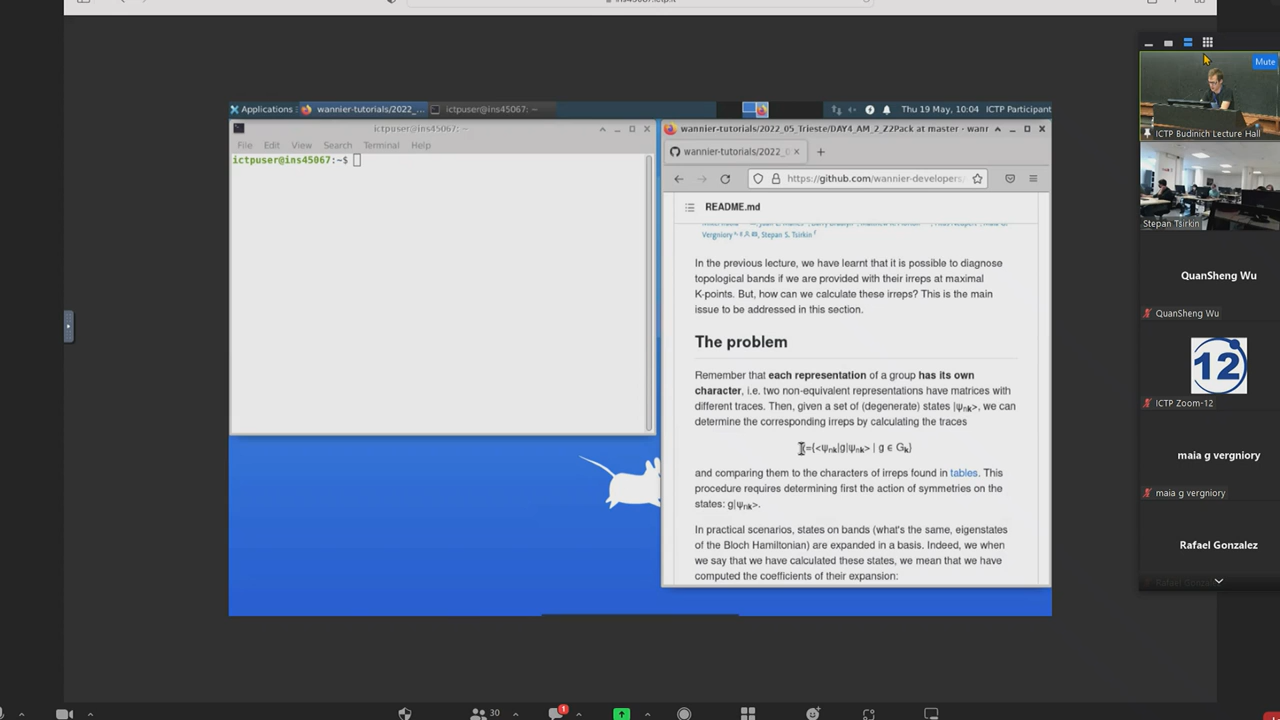 Applications
wannier-tutorials/2022_...
ictpuser@ins45067: ~
Thu 19 May, 10:04
ICTP Participant
ictpuser@ins45067: ~
File Edit View Search Terminal Help
ictpuser@ins45067:~$
wannier-tutorials/2022_05_Trieste/DAY4_AM_2_Z2Pack at master · wanr
wannier-tutorials/2022_0
https://github.com/wannier-developers.
README.md
Vergniory
Stepan S. Tsirkin
In the previous lecture, we have learnt that it is possible to diagnose
topological bands if we are provided with their irreps at maximal
K-points. But, how can we calculate these irreps? This is the main
issue to be addressed in this section.
The problem
Remember that each representation of a group has its own
character, i.e. two non-equivalent representations have matrices with
different traces. Then, given a set of (degenerate) states |ψnk>, we can
determine the corresponding irreps by calculating the traces
={<ψnk|g|ψnk> | g ∈ Gk}
and comparing them to the characters of irreps found in tables. This
procedure requires determining first the action of symmetries on the
states: g|ψnk>.
In practical scenarios, states on bands (what's the same, eigenstates
of the Bloch Hamiltonian) are expanded in a basis. Indeed, we when
we say that we have calculated these states, we mean that we have
computed the coefficients of their expansion:
Mute
ICTP Budinich Lecture Hall
Stepan Tsirkin
QuanSheng Wu
QuanSheng Wu
12
ICTP Zoom-12
maia g vergniory
maia g vergniory
Rafael Gonzalez
30
1